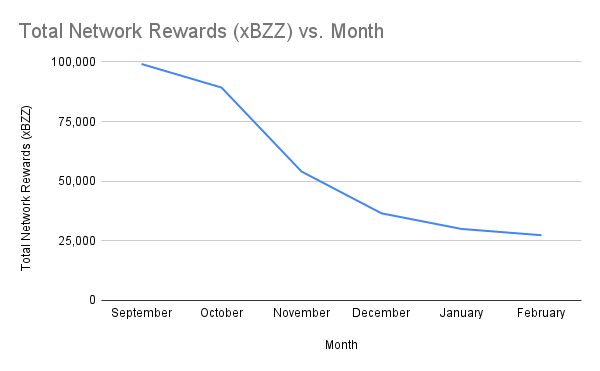 Total Network Rewards (xBZZ) vs. Month
Total Network Rewards (xBZZ)
100,000
75,000
50,000
25,000
0
September October November December January February
Month